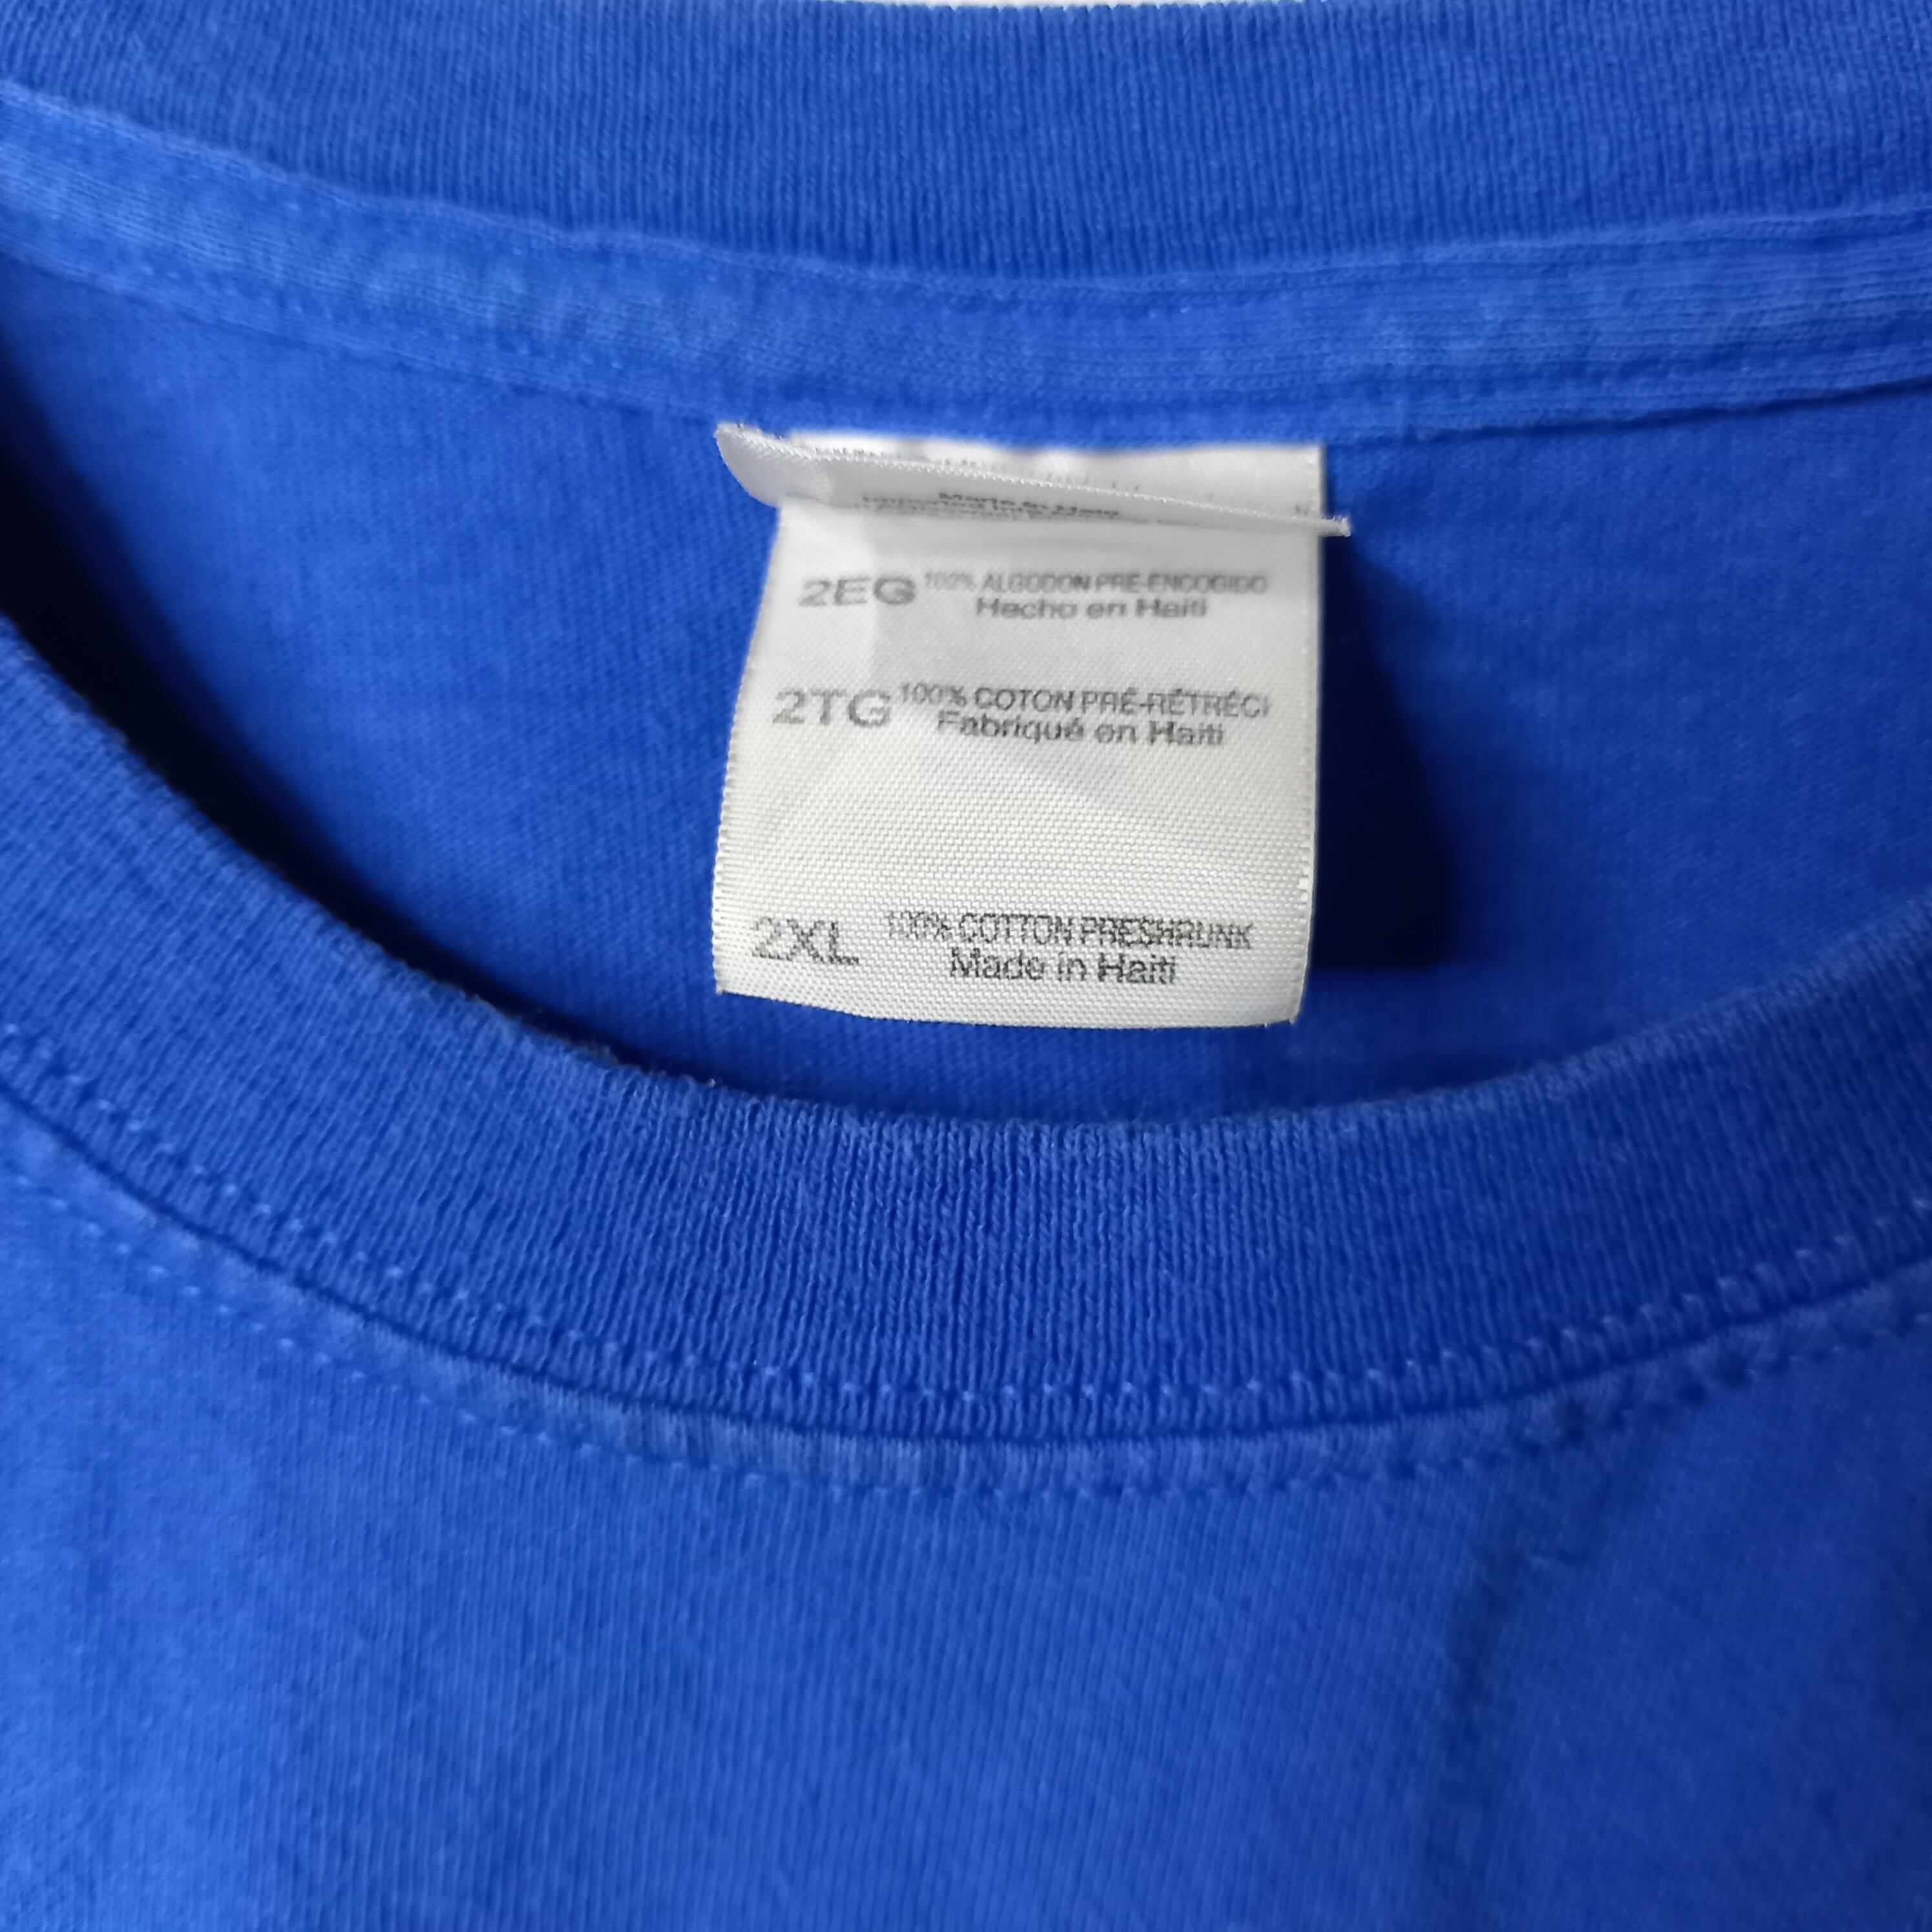 2EG 100% ALGODON PRE-ENCOGIDO
Hecho en Haiti
2TG 100% COTON PRÉ-RÉTRÉCI
Fabriqué en Haiti
2XL 100% COTTON PRESHRUNK
Made in Haiti